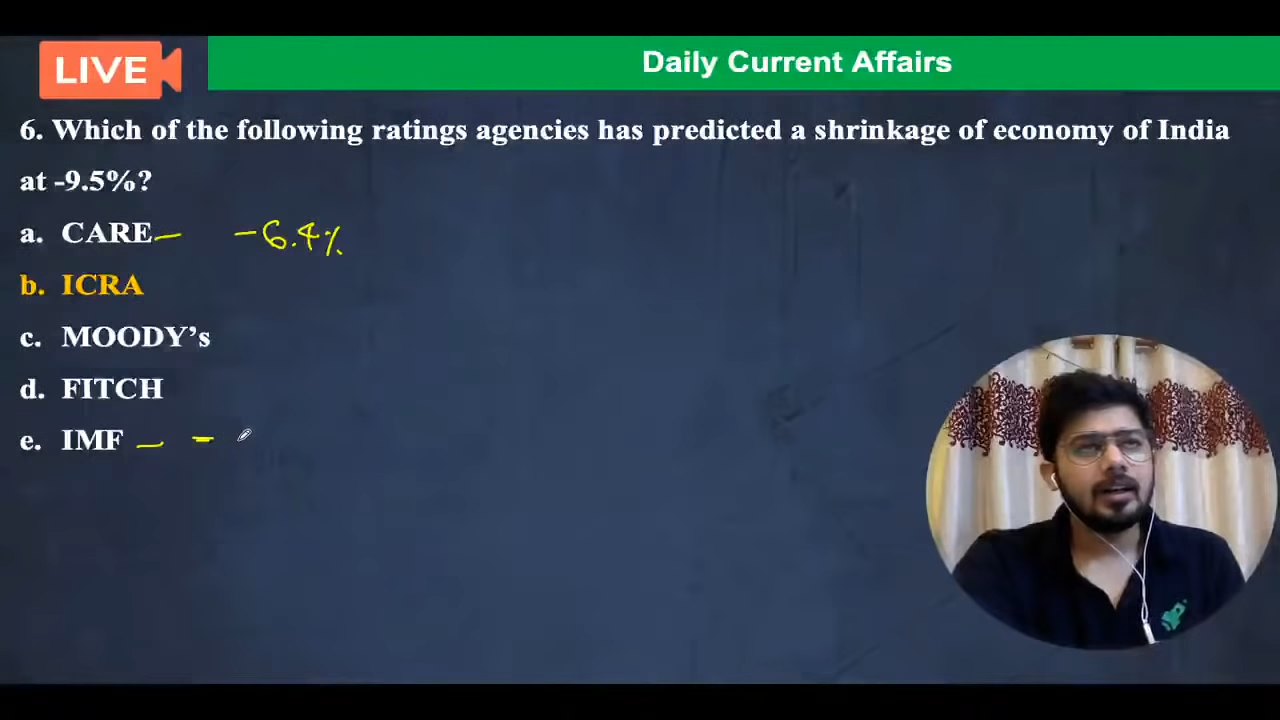 LIVE
Daily Current Affairs
6. Which of the following ratings agencies has predicted a shrinkage of economy of India
at -9.5%?
a. CARE – -6.4%
b. ICRA
c. MOODY’s
d. FITCH
e. IMF – -